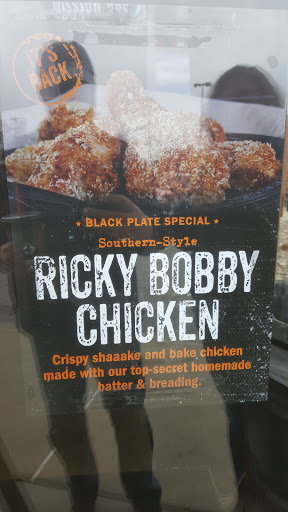 IT'S
BACK
★ BLACK PLATE SPECIAL ★
Southern-Style
RICKY BOBBY
CHICKEN
Crispy shaaake and bake chicken
made with our top-secret homemade
batter & breading.